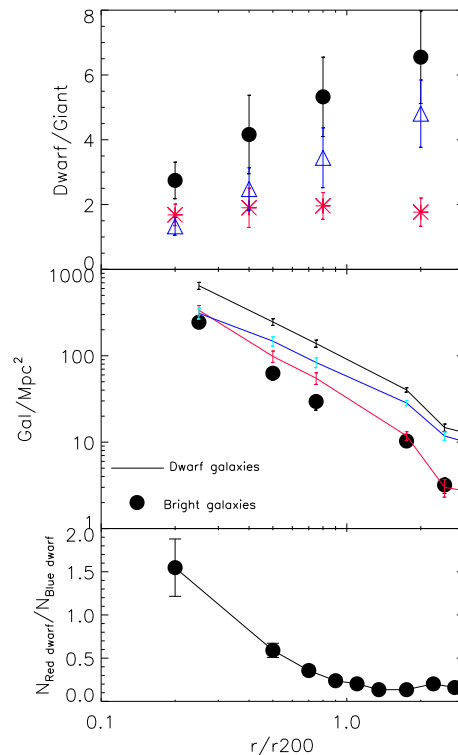 8
6
4
2
0
Dwarf/Giant
1000
100
10
1
Gal/Mpc²
Dwarf galaxies
Bright galaxies
2.0
1.5
1.0
0.5
0.0
N_Red dwarf/N_Blue dwarf
0.1 1.0
r/r200